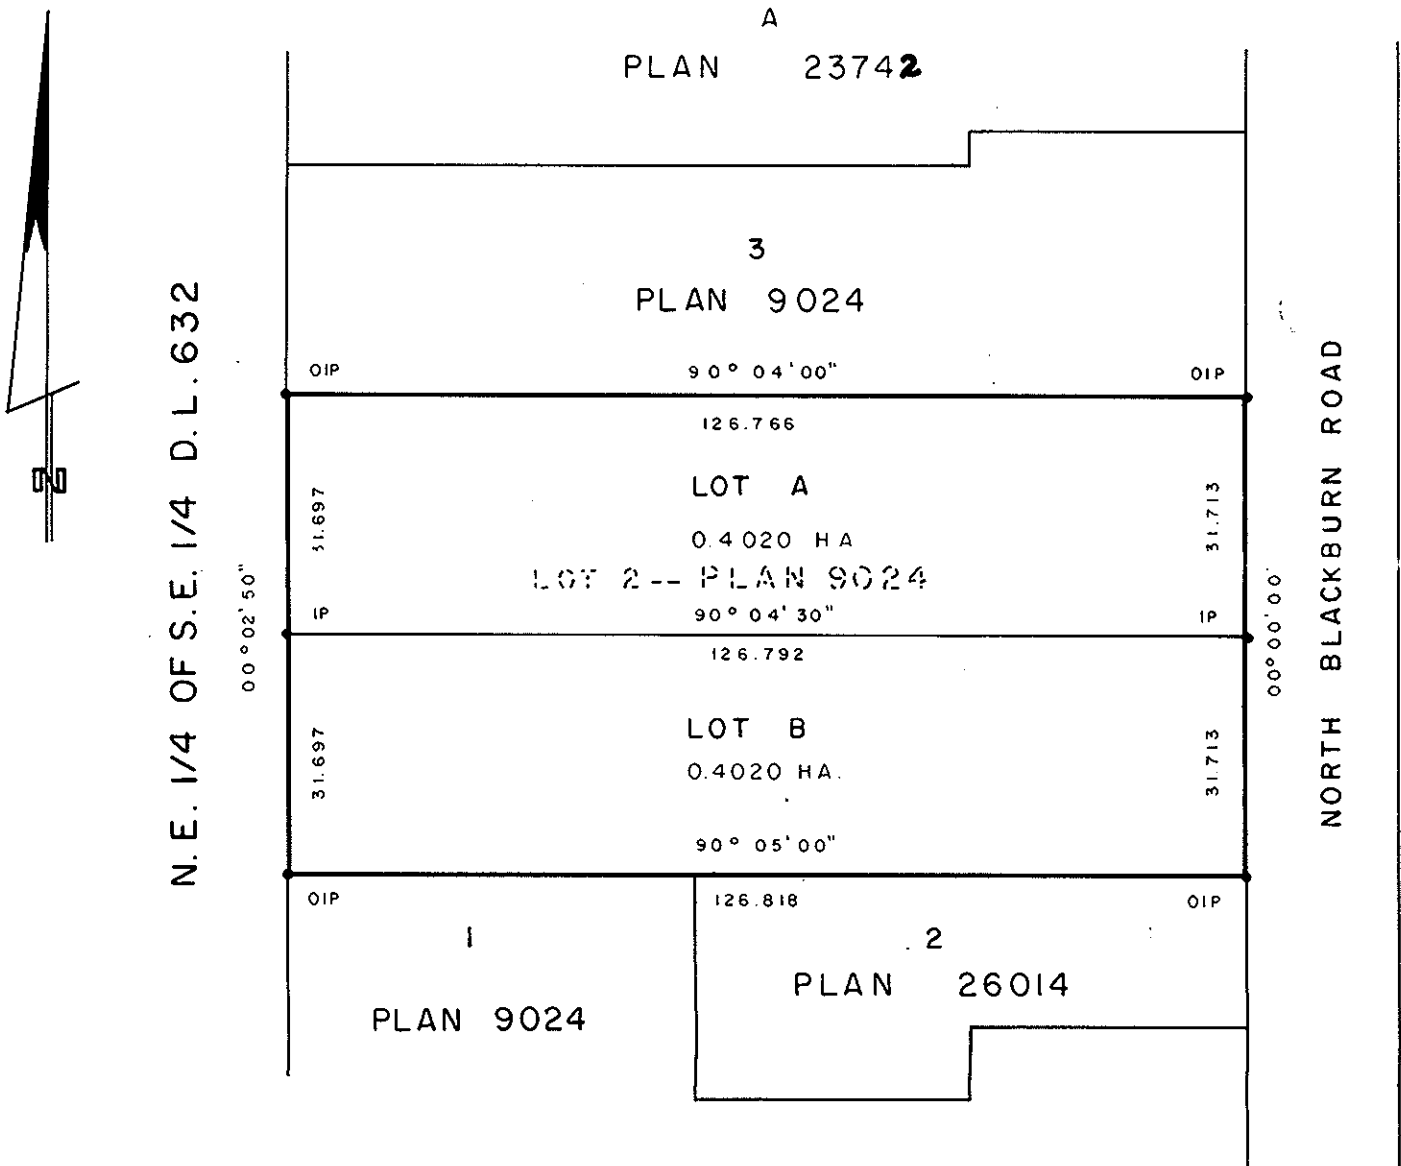 A
PLAN 23742
3
PLAN 9024
OIP
90° 04' 00"
OIP
126.766
N.E. 1/4 OF S.E. 1/4 D.L. 632
N
LOT A
31.697
31.713
0.4020 HA
LOT 2 -- PLAN 9024
00° 02' 50"
IP
90° 04' 30"
IP
00° 00' 00
NORTH BLACKBURN ROAD
126.792
LOT B
31.697
31.713
0.4020 HA.
90° 05' 00"
OIP
126.818
OIP
1
2
PLAN 26014
PLAN 9024